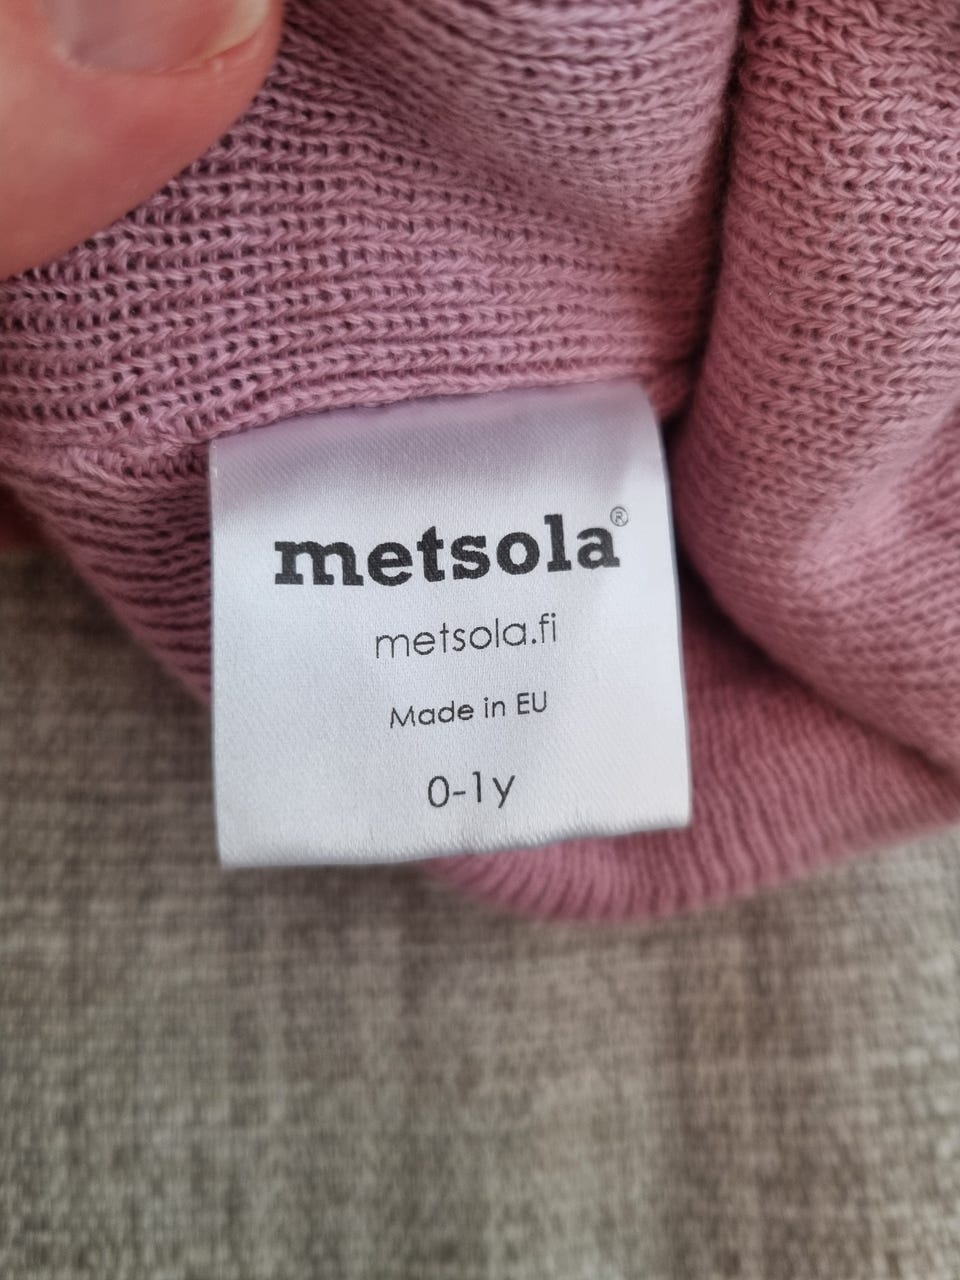 metsola®
metsola.fi
Made in EU
0-1y